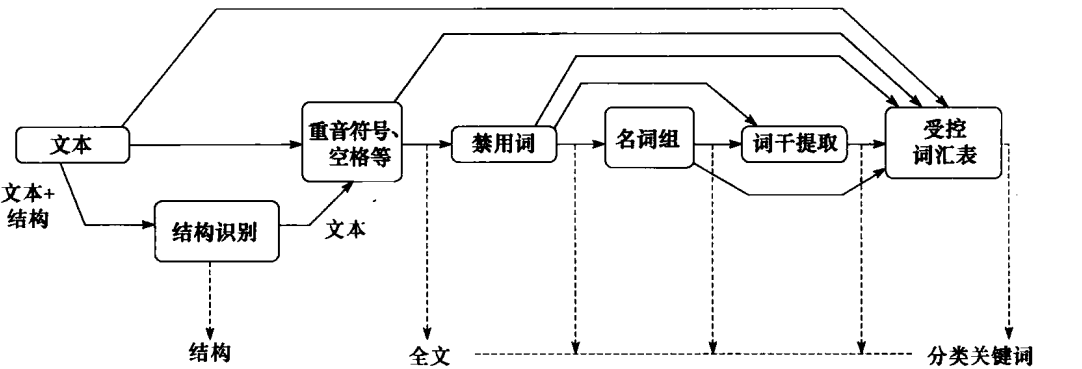 文本
重音符号、
空格等
禁用词
名词组
词干提取
受控
词汇表
文本+
结构
结构识别
文本
结构
全文
分类关键词